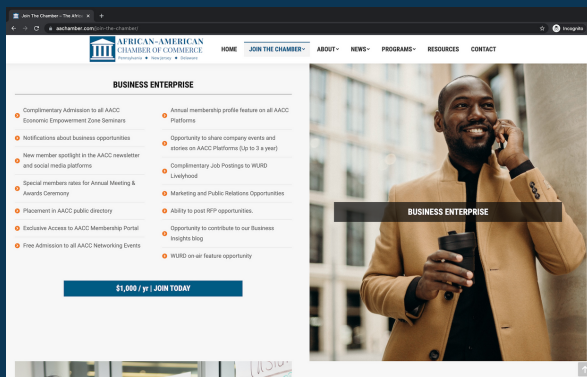 Join The Chamber - The Africa
aachamber.com/join-the-chamber/
Incognito
AFRICAN-AMERICAN
CHAMBER OF COMMERCE
Pennsylvania ★ New Jersey ★ Delaware
HOME
JOIN THE CHAMBER
ABOUT
NEWS
PROGRAMS
RESOURCES
CONTACT
BUSINESS ENTERPRISE
Complimentary Admission to all AACC
Economic Empowerment Zone Seminars
Notifications about business opportunities
New member spotlight in the AACC newsletter
and social media platforms
Special members rates for Annual Meeting &
Awards Ceremony
Placement in AACC public directory
Exclusive Access to AACC Membership Portal
Free Admission to all AACC Networking Events
Annual membership profile feature on all AACC
Platforms
Opportunity to share company events and
stories on AACC Platforms (Up to 3 a year)
Complimentary Job Postings to WURD
Livelyhood
Marketing and Public Relations Opportunities
Ability to post RFP opportunities.
Opportunity to contribute to our Business
Insights blog
WURD on-air feature opportunity
$1,000 / yr | JOIN TODAY
BUSINESS ENTERPRISE